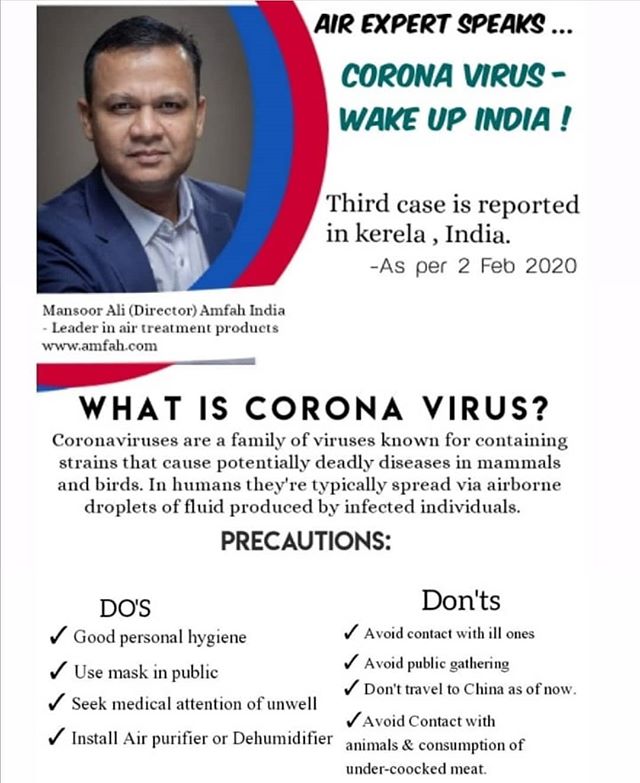 AIR EXPERT SPEAKS ...
CORONA VIRUS -
WAKE UP INDIA !
Third case is reported
in kerela , India.
-As per 2 Feb 2020
Mansoor Ali (Director) Amfah India
- Leader in air treatment products
www.amfah.com
WHAT IS CORONA VIRUS?
Coronaviruses are a family of viruses known for containing
strains that cause potentially deadly diseases in mammals
and birds. In humans they're typically spread via airborne
droplets of fluid produced by infected individuals.
PRECAUTIONS:
DO'S
✓ Good personal hygiene
✓ Use mask in public
✓ Seek medical attention of unwell
✓ Install Air purifier or Dehumidifier
Don'ts
✓ Avoid contact with ill ones
✓ Avoid public gathering
✓ Don't travel to China as of now.
✓Avoid Contact with
animals & consumption of
under-coocked meat.